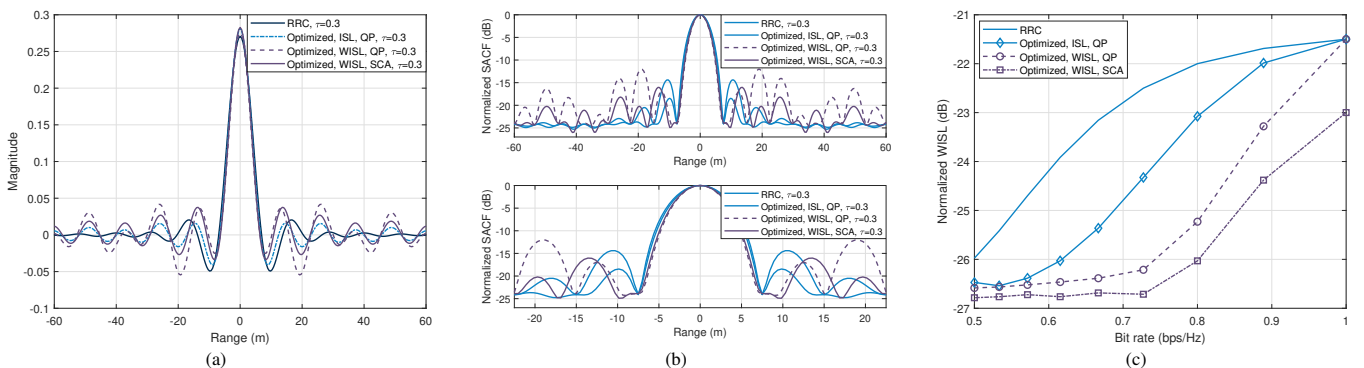 0.3
0.25
0.2
0.15
0.1
0.05
0
-0.05
-0.1
Magnitude
-60
-40
-20
0
20
40
60
Range (m)
RRC, τ=0.3
Optimized, ISL, QP, τ=0.3
Optimized, WISL, QP, τ=0.3
Optimized, WISL, SCA, τ=0.3
(a)
0
-5
-10
-15
-20
-25
Normalized SACF (dB)
-60
-40
-20
0
20
40
60
Range (m)
RRC, τ=0.3
Optimized, ISL, QP, τ=0.3
Optimized, WISL, QP, τ=0.3
Optimized, WISL, SCA, τ=0.3
0
-5
-10
-15
-20
-25
Normalized SACF (dB)
-20
-15
-10
-5
0
5
10
15
20
Range (m)
RRC, τ=0.3
Optimized, ISL, QP, τ=0.3
Optimized, WISL, QP, τ=0.3
Optimized, WISL, SCA, τ=0.3
(b)
-21
-22
-23
-24
-25
-26
-27
Normalized WISL (dB)
0.5
0.6
0.7
0.8
0.9
1
Bit rate (bps/Hz)
RRC
Optimized, ISL, QP
Optimized, WISL, QP
Optimized, WISL, SCA
(c)